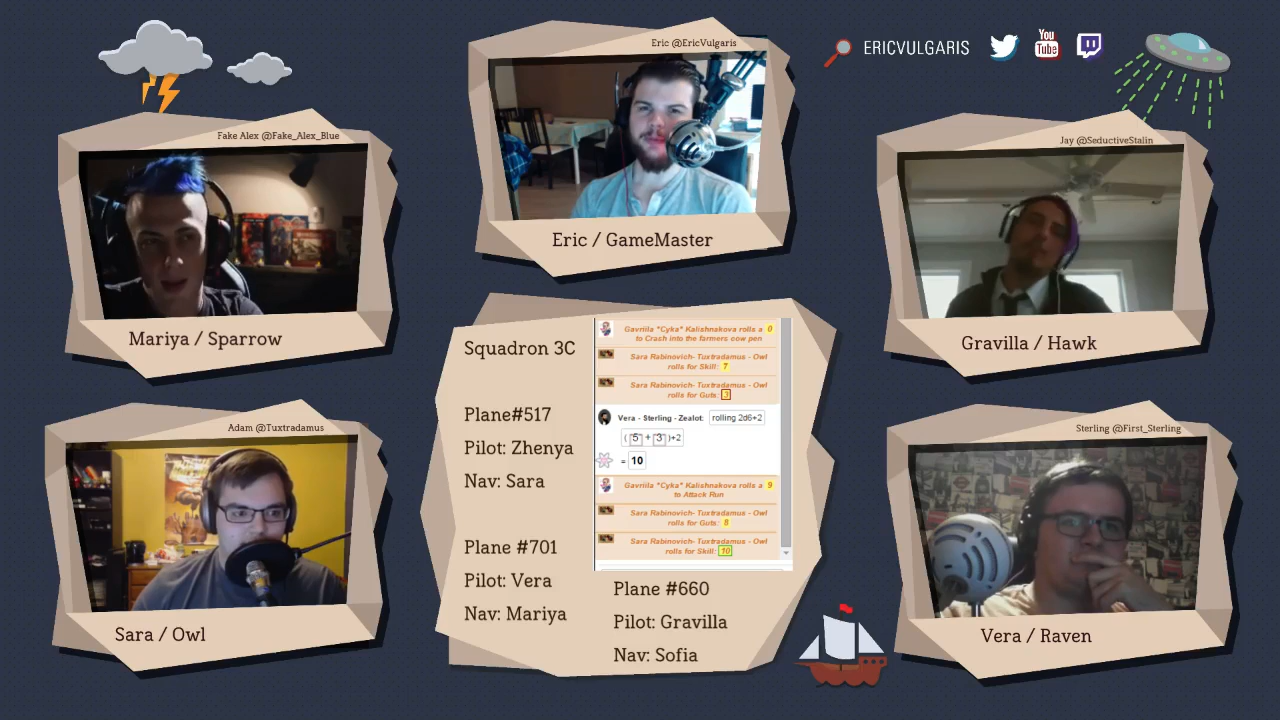 Eric @EricVulgaris
ERICVULGARIS
You
Tube
Fake Alex @Fake_Alex_Blue
Jay @SeductiveStalin
Eric / GameMaster
Mariya / Sparrow
Gravilla / Hawk
Squadron 3C
Plane#517
Pilot: Zhenya
Nav: Sara
Plane #701
Pilot: Vera
Nav: Mariya
Gavriila "Cyka" Kalishnakova rolls a 0
to Crash into the farmers cow pen
Sara Rabinovich- Tuxtradamus - Owl
rolls for Skill: 7
Sara Rabinovich- Tuxtradamus - Owl
rolls for Guts: 3
Vera - Sterling - Zealot: rolling 2d6+2
(5 + 3)+2
= 10
Gavriila "Cyka" Kalishnakova rolls a 9
to Attack Run
Sara Rabinovich- Tuxtradamus - Owl
rolls for Guts: 8
Sara Rabinovich- Tuxtradamus - Owl
rolls for Skill: 10
Plane #660
Pilot: Gravilla
Nav: Sofia
Adam @Tuxtradamus
Sterling @First_Sterling
Sara / Owl
Vera / Raven